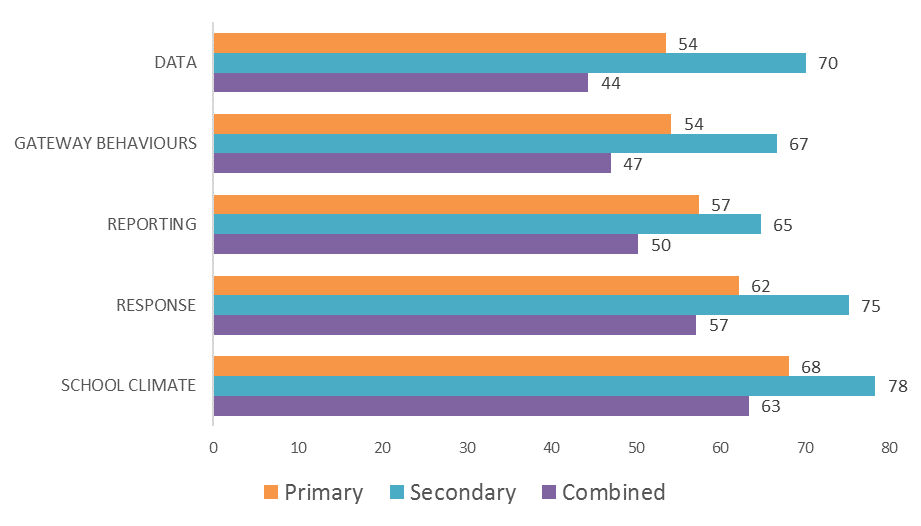 DATA
54
70
44
GATEWAY BEHAVIOURS
54
67
47
REPORTING
57
65
50
RESPONSE
62
75
57
SCHOOL CLIMATE
68
78
63
0 10 20 30 40 50 60 70 80
Primary Secondary Combined